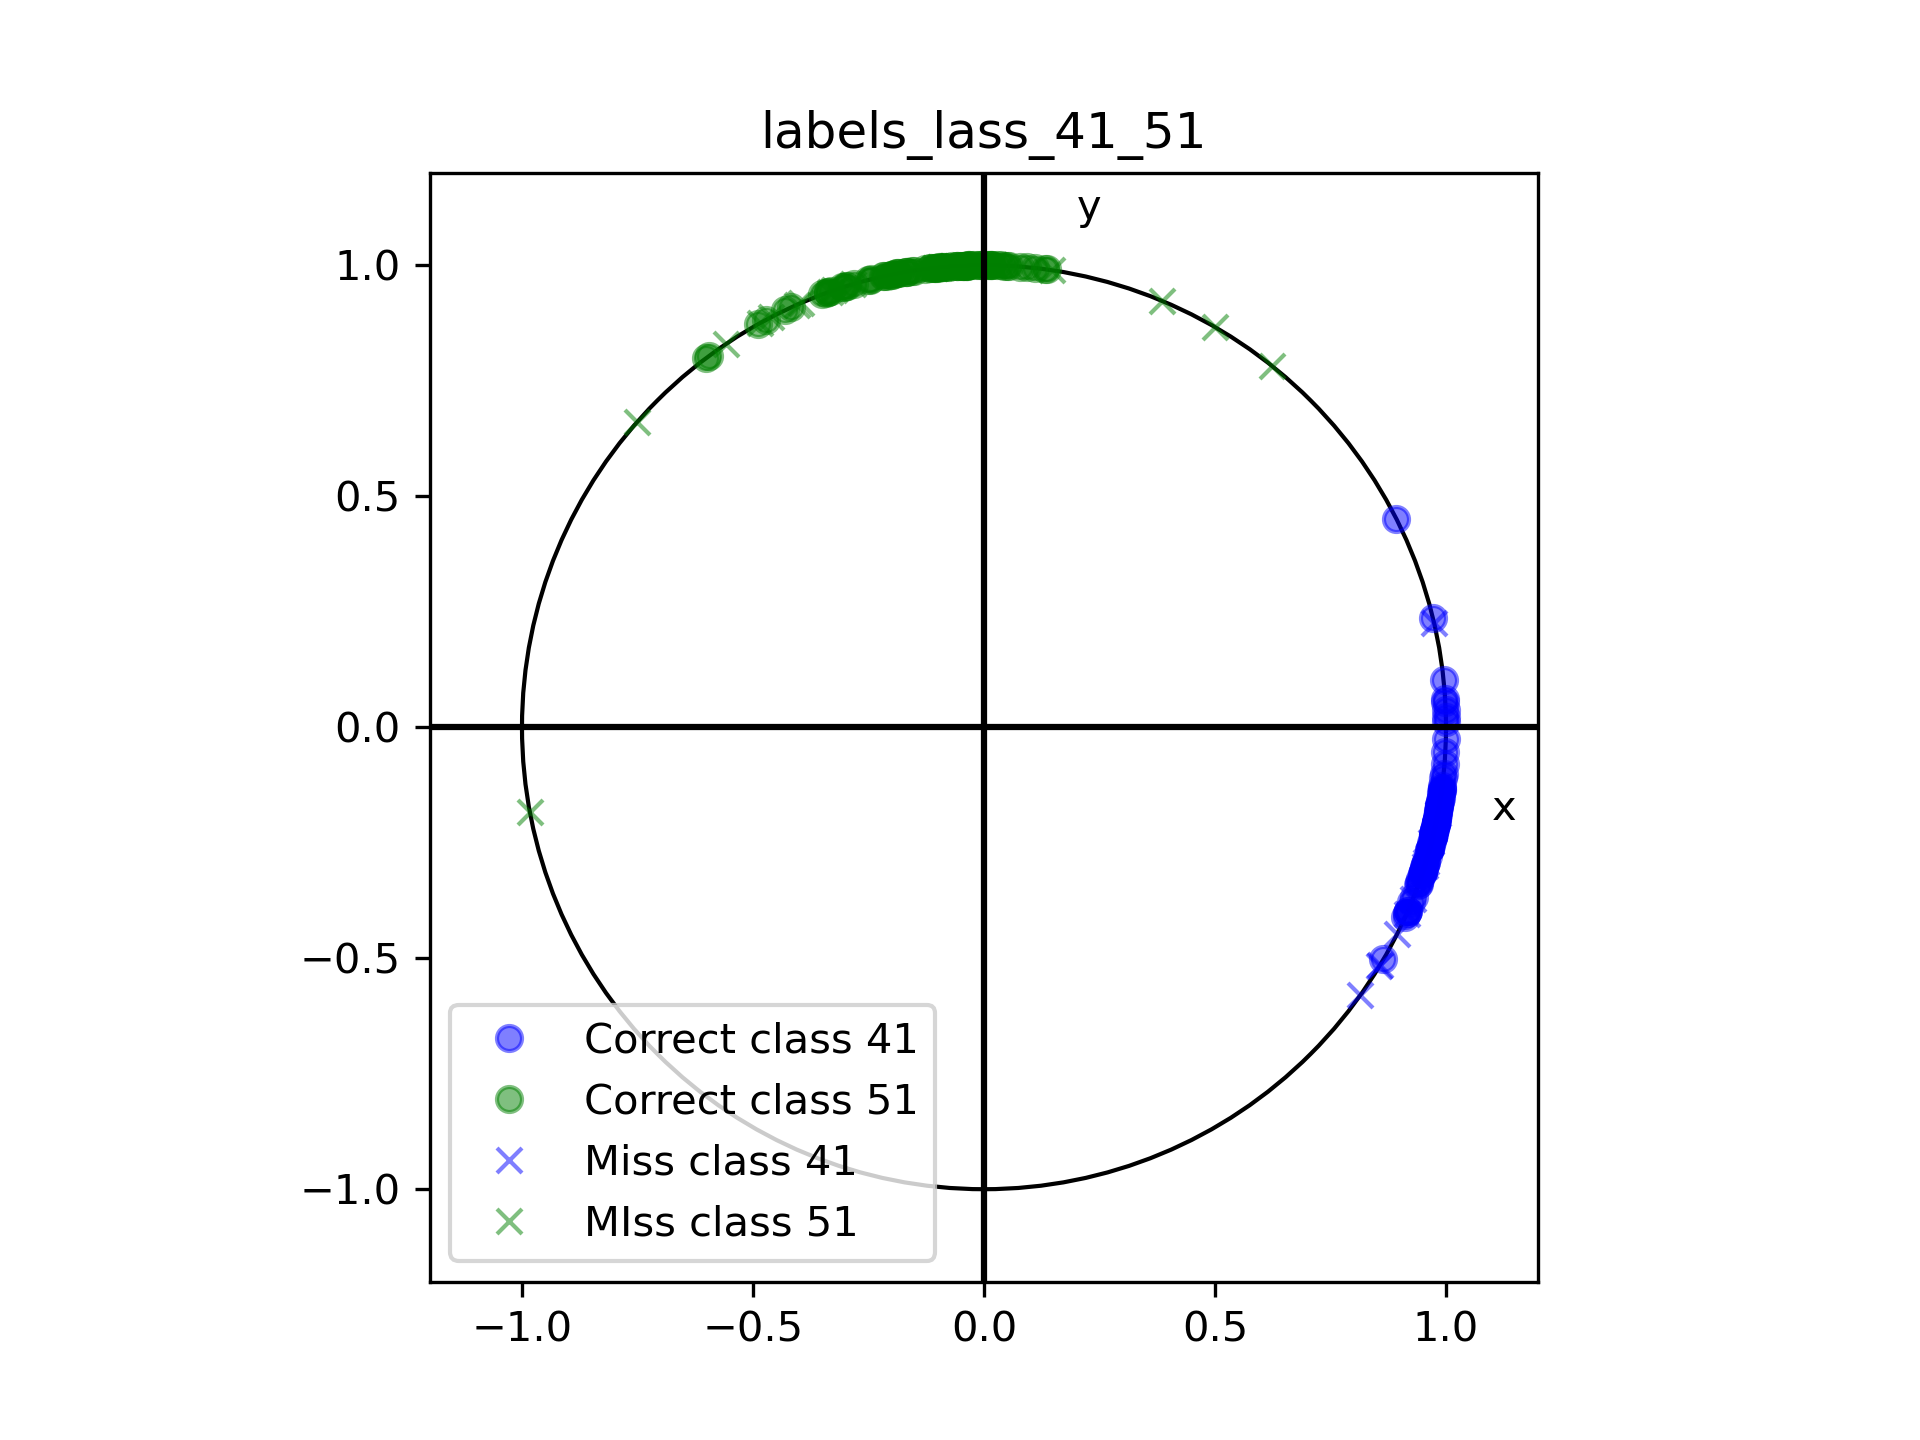 labels_lass_41_51
y
1.0
0.5
0.0
x
−0.5
−1.0
Correct class 41
Correct class 51
Miss class 41
MIss class 51
−1.0 −0.5 0.0 0.5 1.0